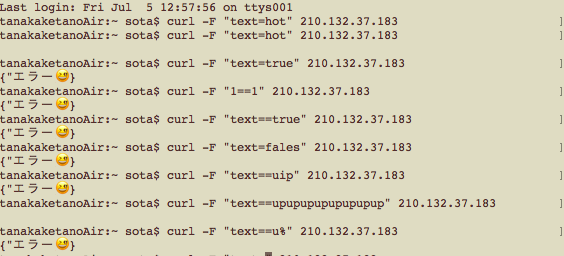 Last login: Fri Jul  5 12:57:56 on ttys001
tanakaketanoAir:~ sota$ curl -F "text=hot" 210.132.37.183
tanakaketanoAir:~ sota$ curl -F "text=hot" 210.132.37.183
tanakaketanoAir:~ sota$ curl -F "text=true" 210.132.37.183
{"エラー😃}
tanakaketanoAir:~ sota$ curl -F "1==1" 210.132.37.183
{"エラー😃}
tanakaketanoAir:~ sota$ curl -F "text==true" 210.132.37.183
{"エラー😃}
tanakaketanoAir:~ sota$ curl -F "text=fales" 210.132.37.183
{"エラー😃}
tanakaketanoAir:~ sota$ curl -F "text==uip" 210.132.37.183
{"エラー😃}
tanakaketanoAir:~ sota$ curl -F "text==upupupupupupupup" 210.132.37.183
tanakaketanoAir:~ sota$ curl -F "text==u%" 210.132.37.183
{"エラー😃}